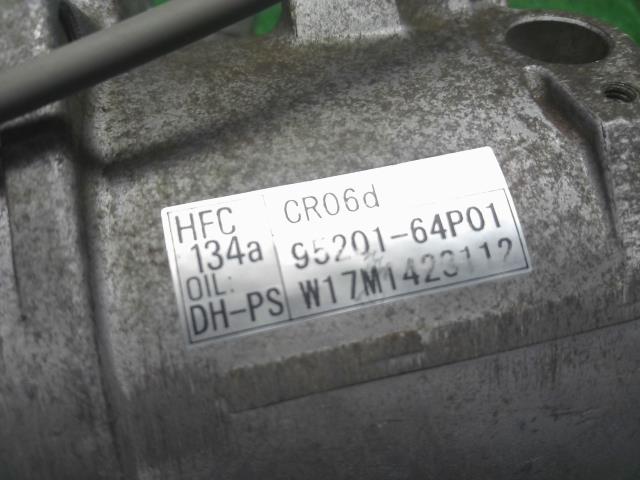 HFC
134a
OIL:
DH-PS
CR06d
95201-64P01
W17M1423112